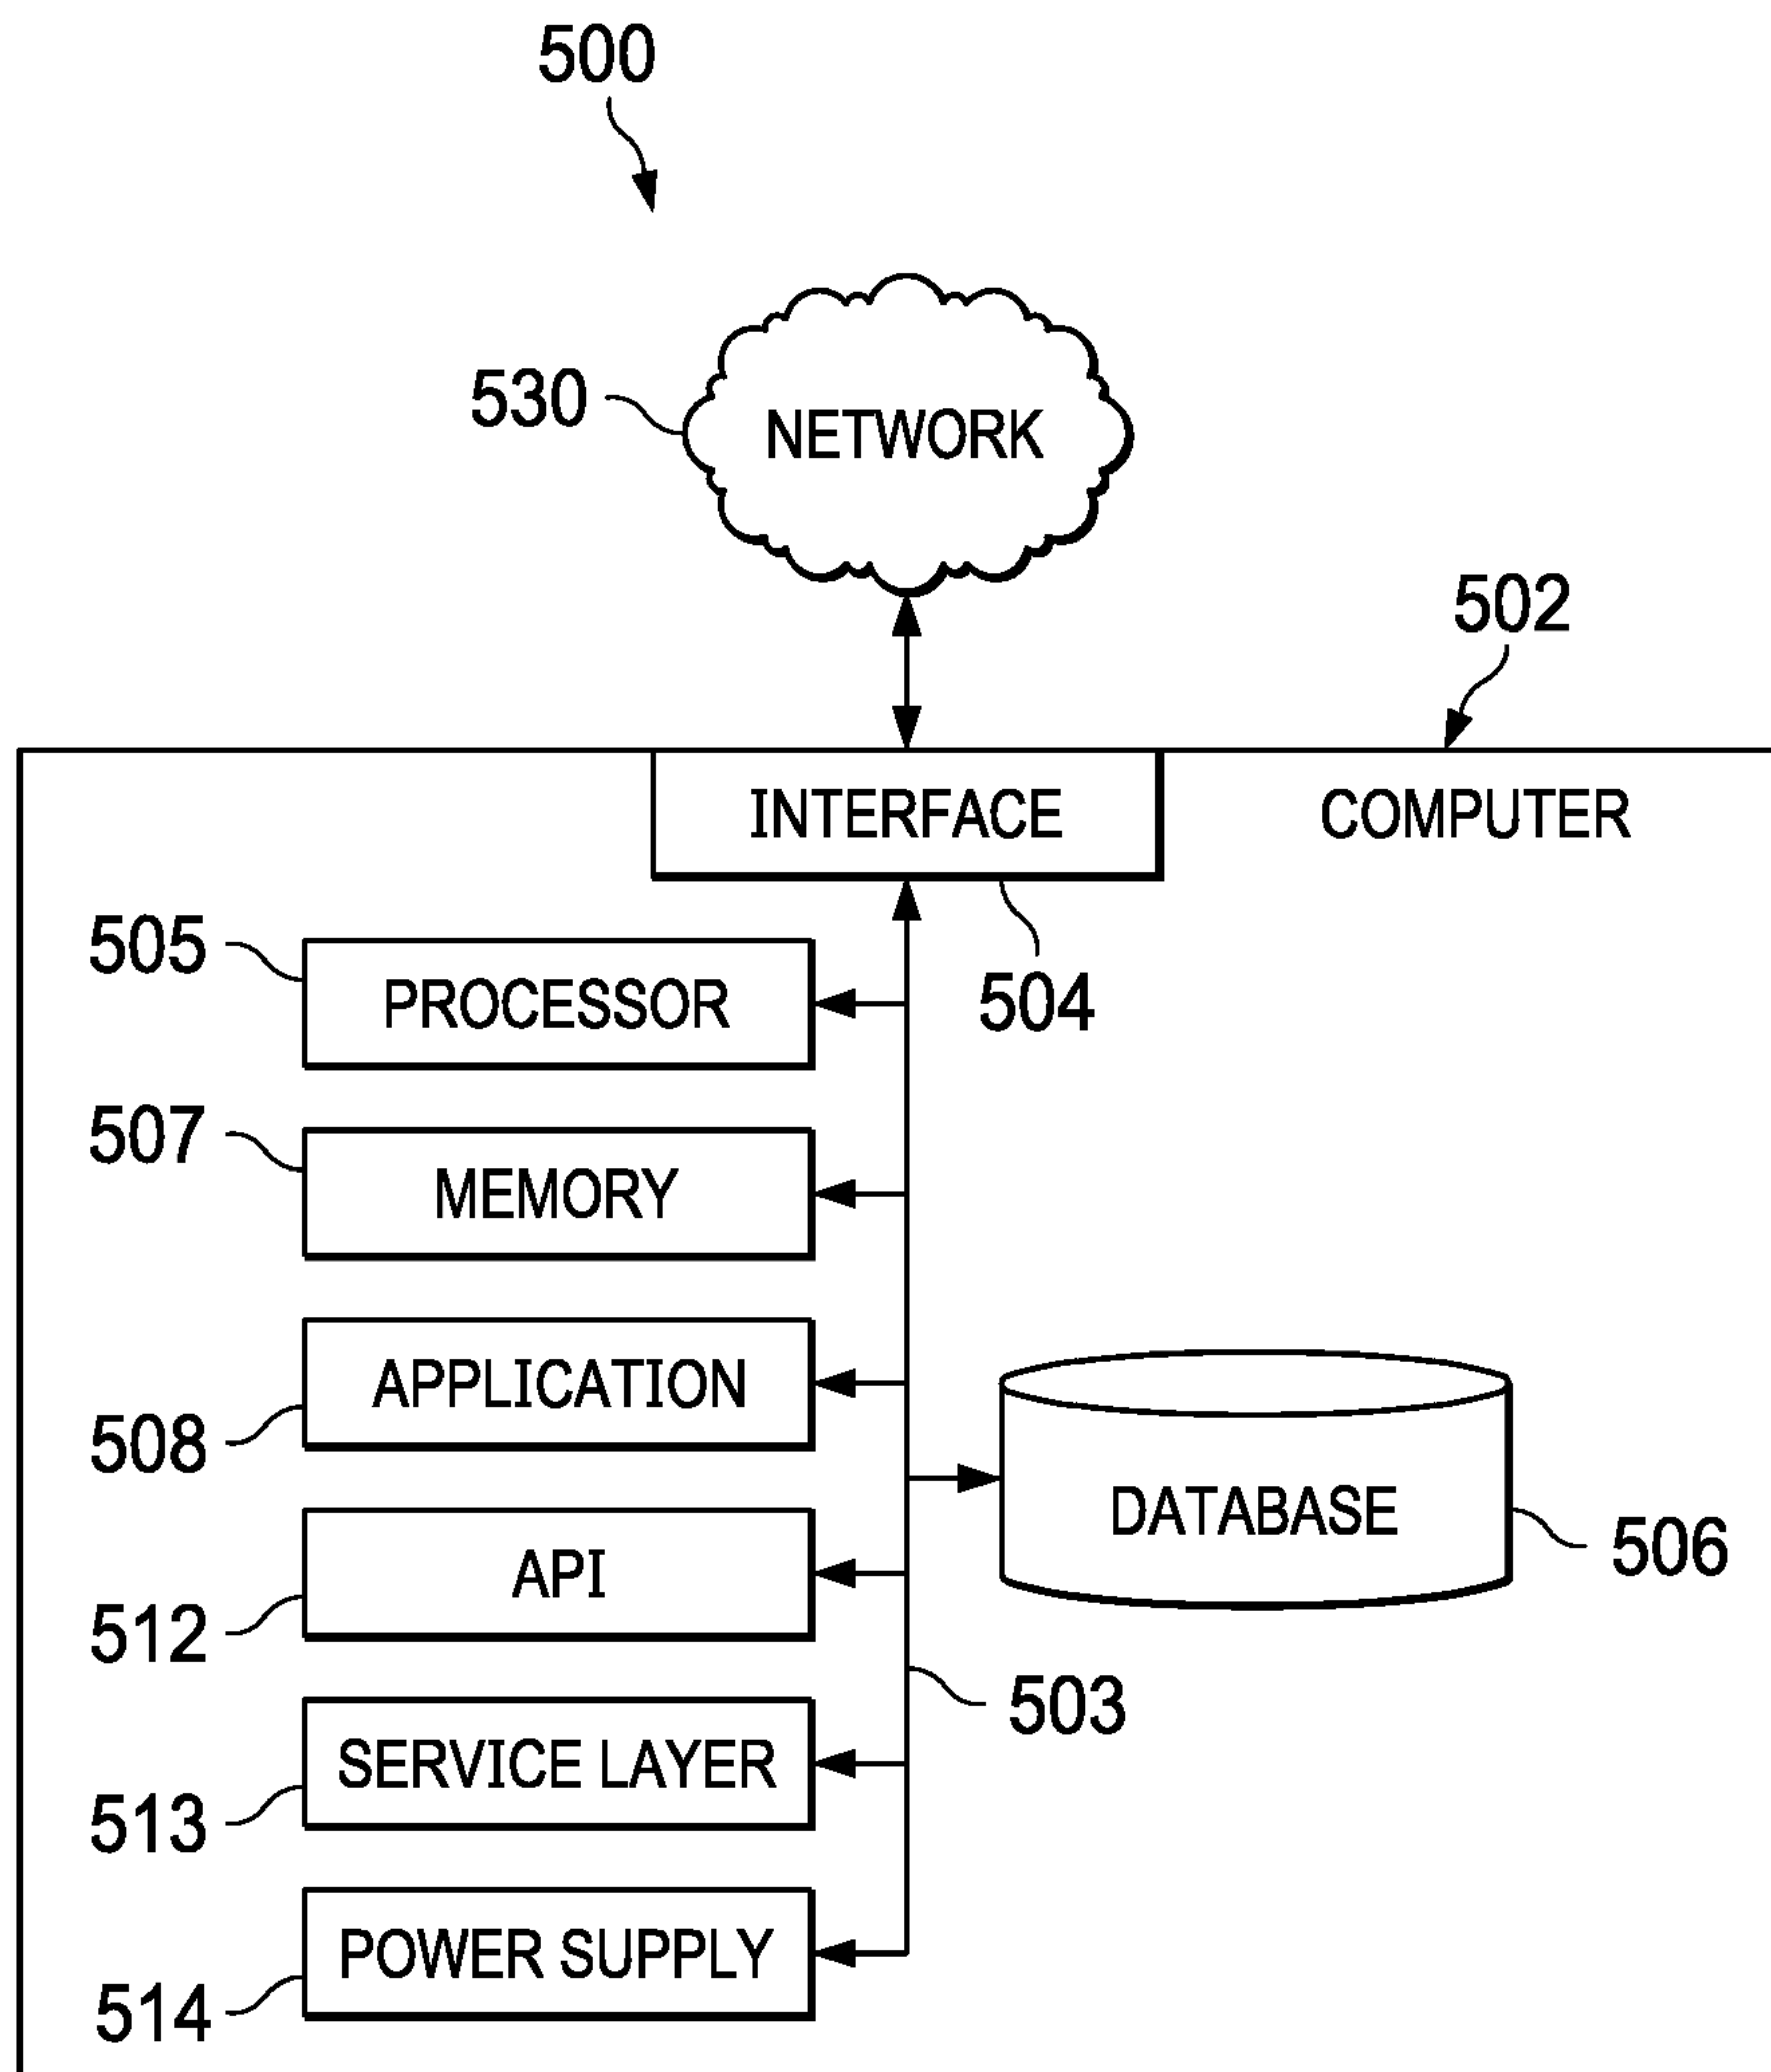 500
530
NETWORK
502
INTERFACE
COMPUTER
505
PROCESSOR
504
507
MEMORY
APPLICATION
508
DATABASE
506
API
512
503
SERVICE LAYER
513
POWER SUPPLY
514